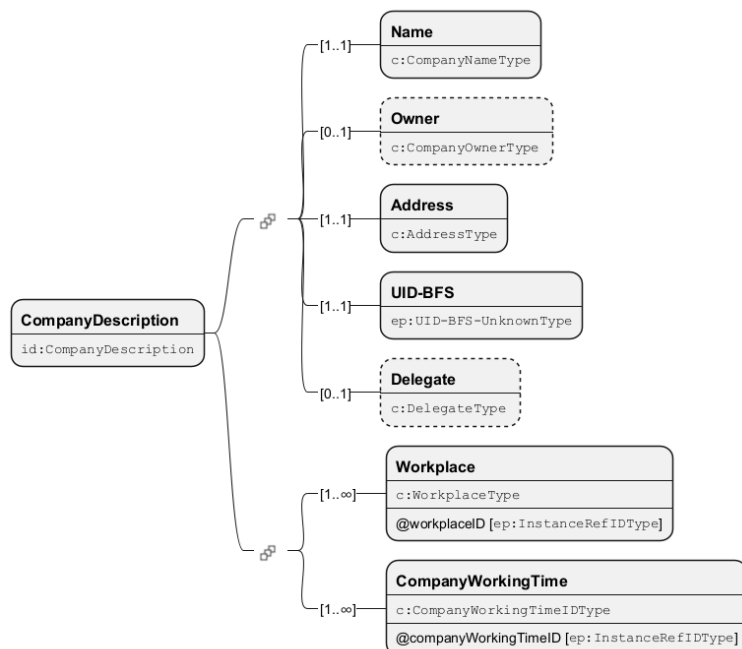 [1..1]
Name
c:CompanyNameType
[0..1]
Owner
c:CompanyOwnerType
[1..1]
Address
c:AddressType
[1..1]
UID-BFS
ep:UID-BFS-UnknownType
CompanyDescription
id:CompanyDescription
[0..1]
Delegate
c:DelegateType
[1..∞]
Workplace
c:WorkplaceType
@workplaceID [ep:InstanceRefIDType]
[1..∞]
CompanyWorkingTime
c:CompanyWorkingTimeIDType
@companyWorkingTimeID [ep:InstanceRefIDType]